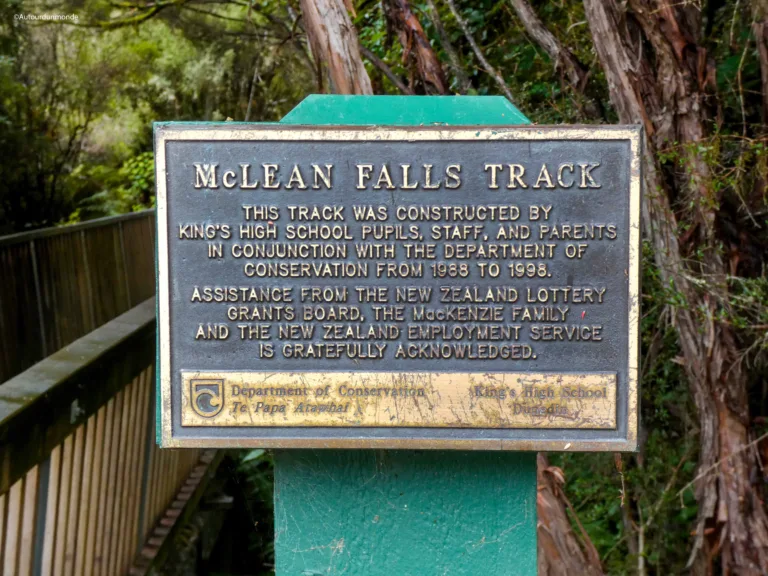 ©Autourdunmonde
McLEAN FALLS TRACK
THIS TRACK WAS CONSTRUCTED BY
KING'S HIGH SCHOOL PUPILS, STAFF, AND PARENTS
IN CONJUNCTION WITH THE DEPARTMENT OF
CONSERVATION FROM 1988 TO 1998.
ASSISTANCE FROM THE NEW ZEALAND LOTTERY
GRANTS BOARD, THE MacKENZIE FAMILY
AND THE NEW ZEALAND EMPLOYMENT SERVICE
IS GRATEFULLY ACKNOWLEDGED.
Department of Conservation
Te Papa Atawhai
King's High School
Dunedin